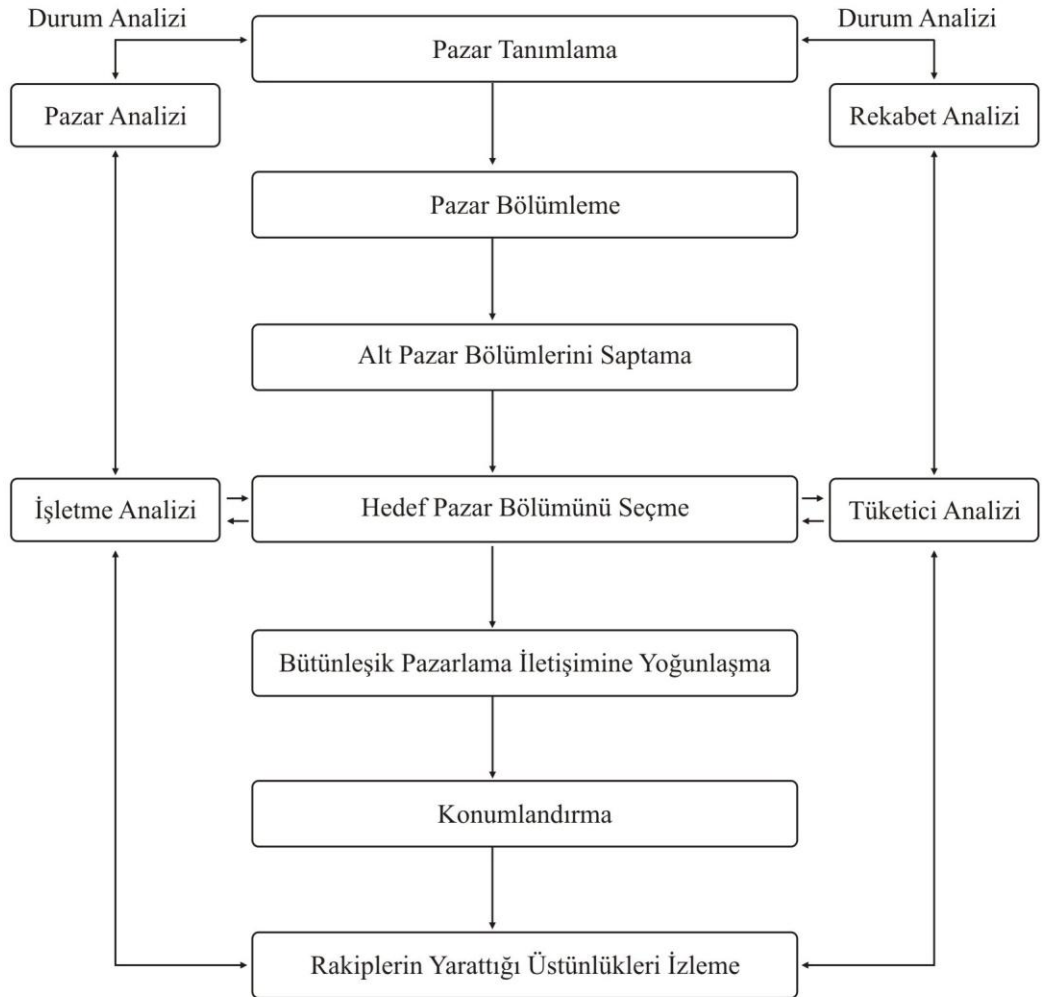 Durum Analizi
Durum Analizi
Pazar Tanımlama
Pazar Analizi
Rekabet Analizi
Pazar Bölümleme
Alt Pazar Bölümlerini Saptama
İşletme Analizi
Hedef Pazar Bölümünü Seçme
Tüketici Analizi
Bütünleşik Pazarlama İletişimine Yoğunlaşma
Konumlandırma
Rakiplerin Yarattığı Üstünlükleri İzleme